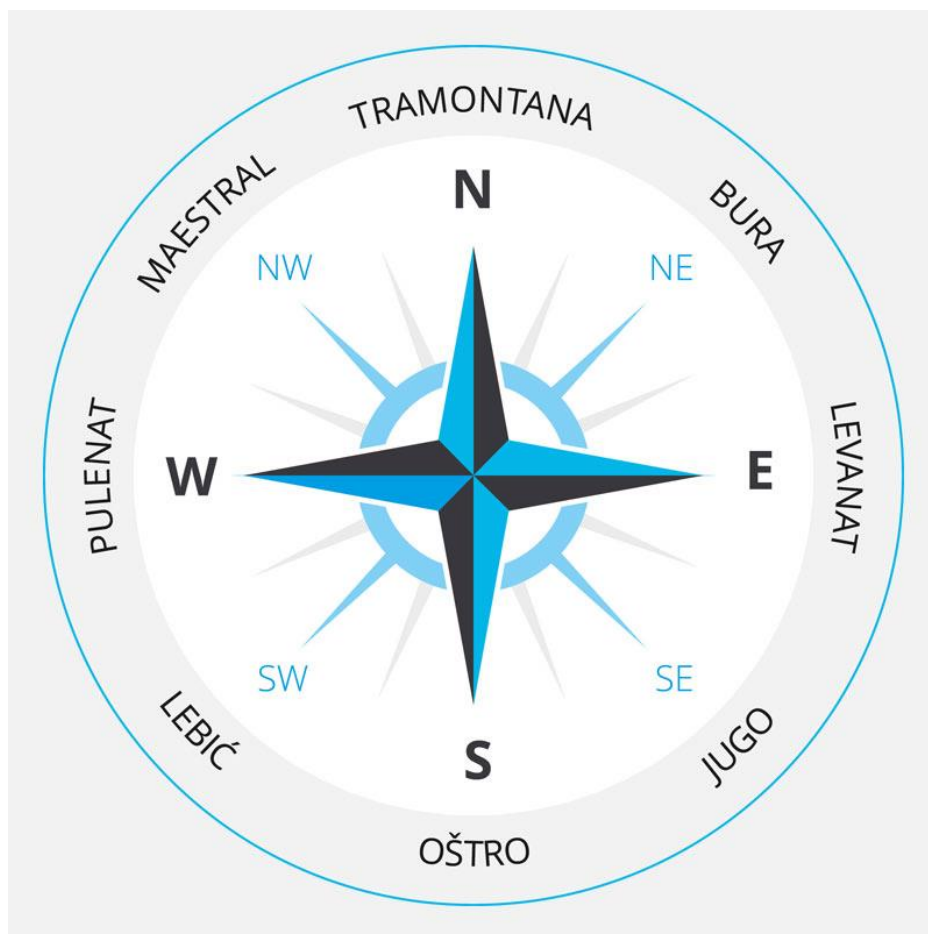 TRAMONTANA
MAESTRAL
BURA
N
NW
NE
PULENAT
W
E
LEVANAT
SW
SE
LEBIĆ
S
JUGO
OŠTRO